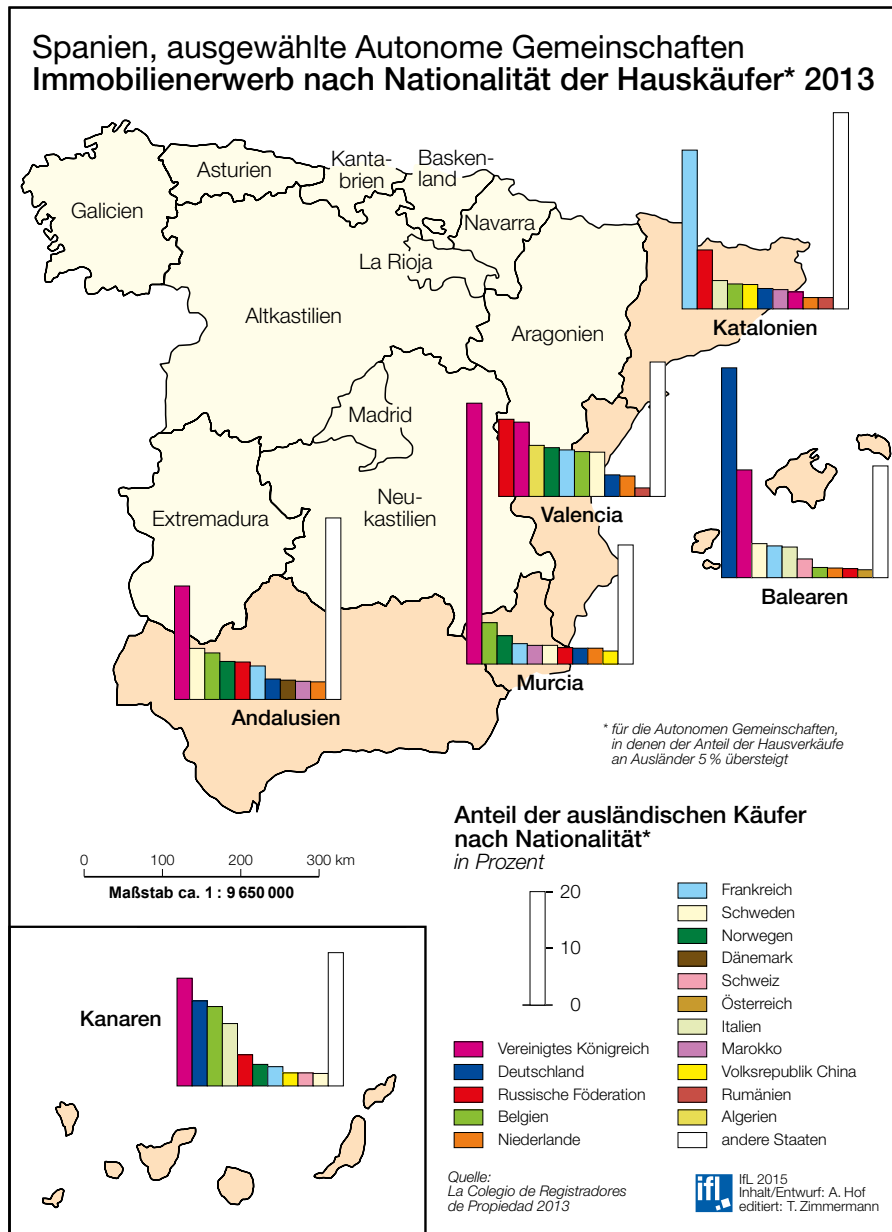 Spanien, ausgewählte Autonome Gemeinschaften
Immobilienerwerb nach Nationalität der Hauskäufer* 2013
Galicien
Asturien
Kanta-
brien
Basken-
land
Navarra
La Rioja
Altkastilien
Aragonien
Katalonien
Madrid
Extremadura
Neu-
kastilien
Valencia
Balearen
Murcia
Andalusien
* für die Autonomen Gemeinschaften,
in denen der Anteil der Hausverkäufe
an Ausländer 5 % übersteigt
0 100 200 300 km
Maßstab ca. 1 : 9 650 000
Kanaren
Anteil der ausländischen Käufer
nach Nationalität*
in Prozent
20
10
0
Vereinigtes Königreich
Deutschland
Russische Föderation
Belgien
Niederlande
Frankreich
Schweden
Norwegen
Dänemark
Schweiz
Österreich
Italien
Marokko
Volksrepublik China
Rumänien
Algerien
andere Staaten
Quelle:
La Colegio de Registradores
de Propiedad 2013
ifl
IfL 2015
Inhalt/Entwurf: A. Hof
editiert: T. Zimmermann